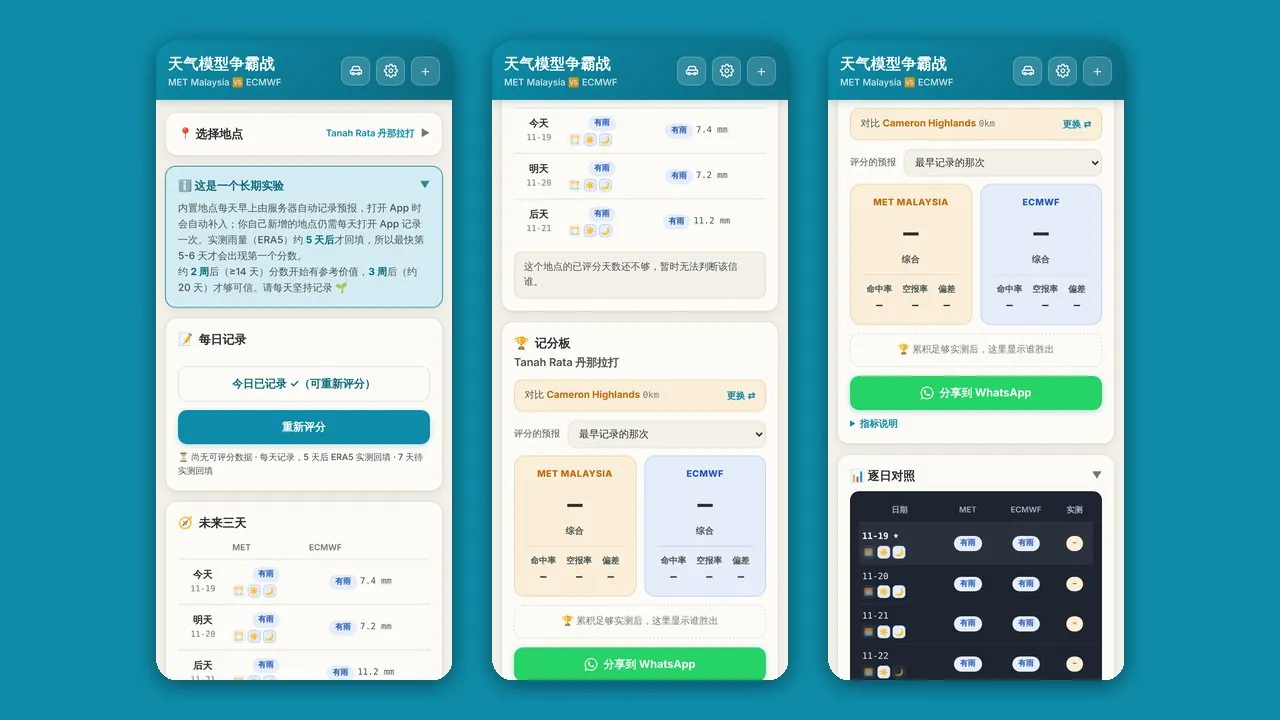 天气模型争霸战
MET Malaysia VS ECMWF
+
📍 选择地点
Tanah Rata 丹那拉打 ▶
ℹ️ 这是一个长期实验 ▼
内置地点每天早上由服务器自动记录预报，打开 App 时
会自动补入；你自己新增的地点仍需每天打开 App 记录
一次。实测雨量（ERA5）约 5 天后才回填，所以最快第
5-6 天才会出现第一个分数。
约 2 周后（≥14 天）分数开始有参考价值，3 周后（约
20 天）才够可信。请每天坚持记录 🌱
📝 每日记录
今日已记录 ✓（可重新评分）
重新评分
⏳ 尚无可评分数据 · 每天记录，5 天后 ERA5 实测回填 · 7 天待
实测回填
🧭 未来三天
MET ECMWF
今天 有雨
11-19 有雨 7.4 mm
明天 有雨
11-20 有雨 7.2 mm
后天 有雨
11-21 有雨 11.2 mm
天气模型争霸战
MET Malaysia VS ECMWF
+
今天 有雨
11-19 有雨 7.4 mm
明天 有雨
11-20 有雨 7.2 mm
后天 有雨
11-21 有雨 11.2 mm
这个地点的已评分天数还不够，暂时无法判断该信
谁。
🏆 记分板
Tanah Rata 丹那拉打
对比 Cameron Highlands 0km 更换 ⇄
评分的预报 最早记录的那次
MET MALAYSIA
—
综合
命中率 空报率 偏差
– – –
ECMWF
—
综合
命中率 空报率 偏差
– – –
🏆 累积足够实测后，这里显示谁胜出
分享到 WhatsApp
天气模型争霸战
MET Malaysia VS ECMWF
+
对比 Cameron Highlands 0km 更换 ⇄
评分的预报 最早记录的那次
MET MALAYSIA
—
综合
命中率 空报率 偏差
– – –
ECMWF
—
综合
命中率 空报率 偏差
– – –
🏆 累积足够实测后，这里显示谁胜出
分享到 WhatsApp
▶ 指标说明
📊 逐日对照 ▼
日期 MET ECMWF 实测
11-19 ★ 有雨 有雨 –
11-20 有雨 有雨 –
11-21 有雨 有雨 –
11-22 有雨 有雨 –